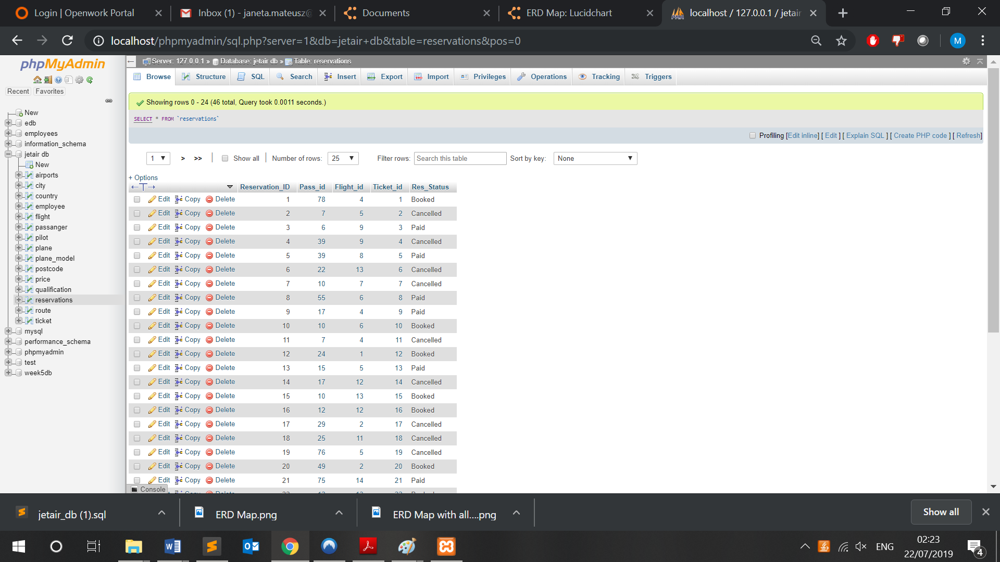 Login | Openwork Portal
Inbox (1) - janeta.mateusz@
Documents
ERD Map: Lucidchart
localhost / 127.0.0.1 / jetair
localhost/phpmyadmin/sql.php?server=1&db=jetair+db&table=reservations&pos=0
M
phpMyAdmin
Recent Favorites
New
edb
employees
information_schema
jetair db
New
airports
city
country
employee
flight
passanger
pilot
plane
plane_model
postcode
price
qualification
reservations
route
ticket
mysql
performance_schema
phpmyadmin
test
week5db
Server: 127.0.0.1 » Database: jetair db » Table: reservations
Browse Structure SQL Search Insert Export Import Privileges Operations Tracking Triggers
Showing rows 0 - 24 (46 total, Query took 0.0011 seconds.)
SELECT * FROM `reservations`
Profiling [Edit inline] [ Edit ] [ Explain SQL ] [ Create PHP code ] [ Refresh]
1 > >> | Show all | Number of rows: 25 Filter rows: Search this table Sort by key: None
+ Options
←T→ Reservation_ID Pass_id Flight_id Ticket_id Res_Status
Edit Copy Delete 1 78 4 1 Booked
Edit Copy Delete 2 7 5 2 Cancelled
Edit Copy Delete 3 6 9 3 Paid
Edit Copy Delete 4 39 9 4 Cancelled
Edit Copy Delete 5 39 8 5 Paid
Edit Copy Delete 6 22 13 6 Cancelled
Edit Copy Delete 7 10 7 7 Cancelled
Edit Copy Delete 8 55 6 8 Paid
Edit Copy Delete 9 17 4 9 Paid
Edit Copy Delete 10 10 6 10 Booked
Edit Copy Delete 11 7 4 11 Cancelled
Edit Copy Delete 12 24 1 12 Booked
Edit Copy Delete 13 15 5 13 Paid
Edit Copy Delete 14 17 12 14 Cancelled
Edit Copy Delete 15 10 13 15 Booked
Edit Copy Delete 16 12 12 16 Booked
Edit Copy Delete 17 29 2 17 Cancelled
Edit Copy Delete 18 25 11 18 Cancelled
Edit Copy Delete 19 76 5 19 Cancelled
Edit Copy Delete 20 49 2 20 Booked
Edit Copy Delete 21 75 14 21 Paid
Console
jetair_db (1).sql
ERD Map.png
ERD Map with all....png
Show all
ENG
02:23
22/07/2019
4